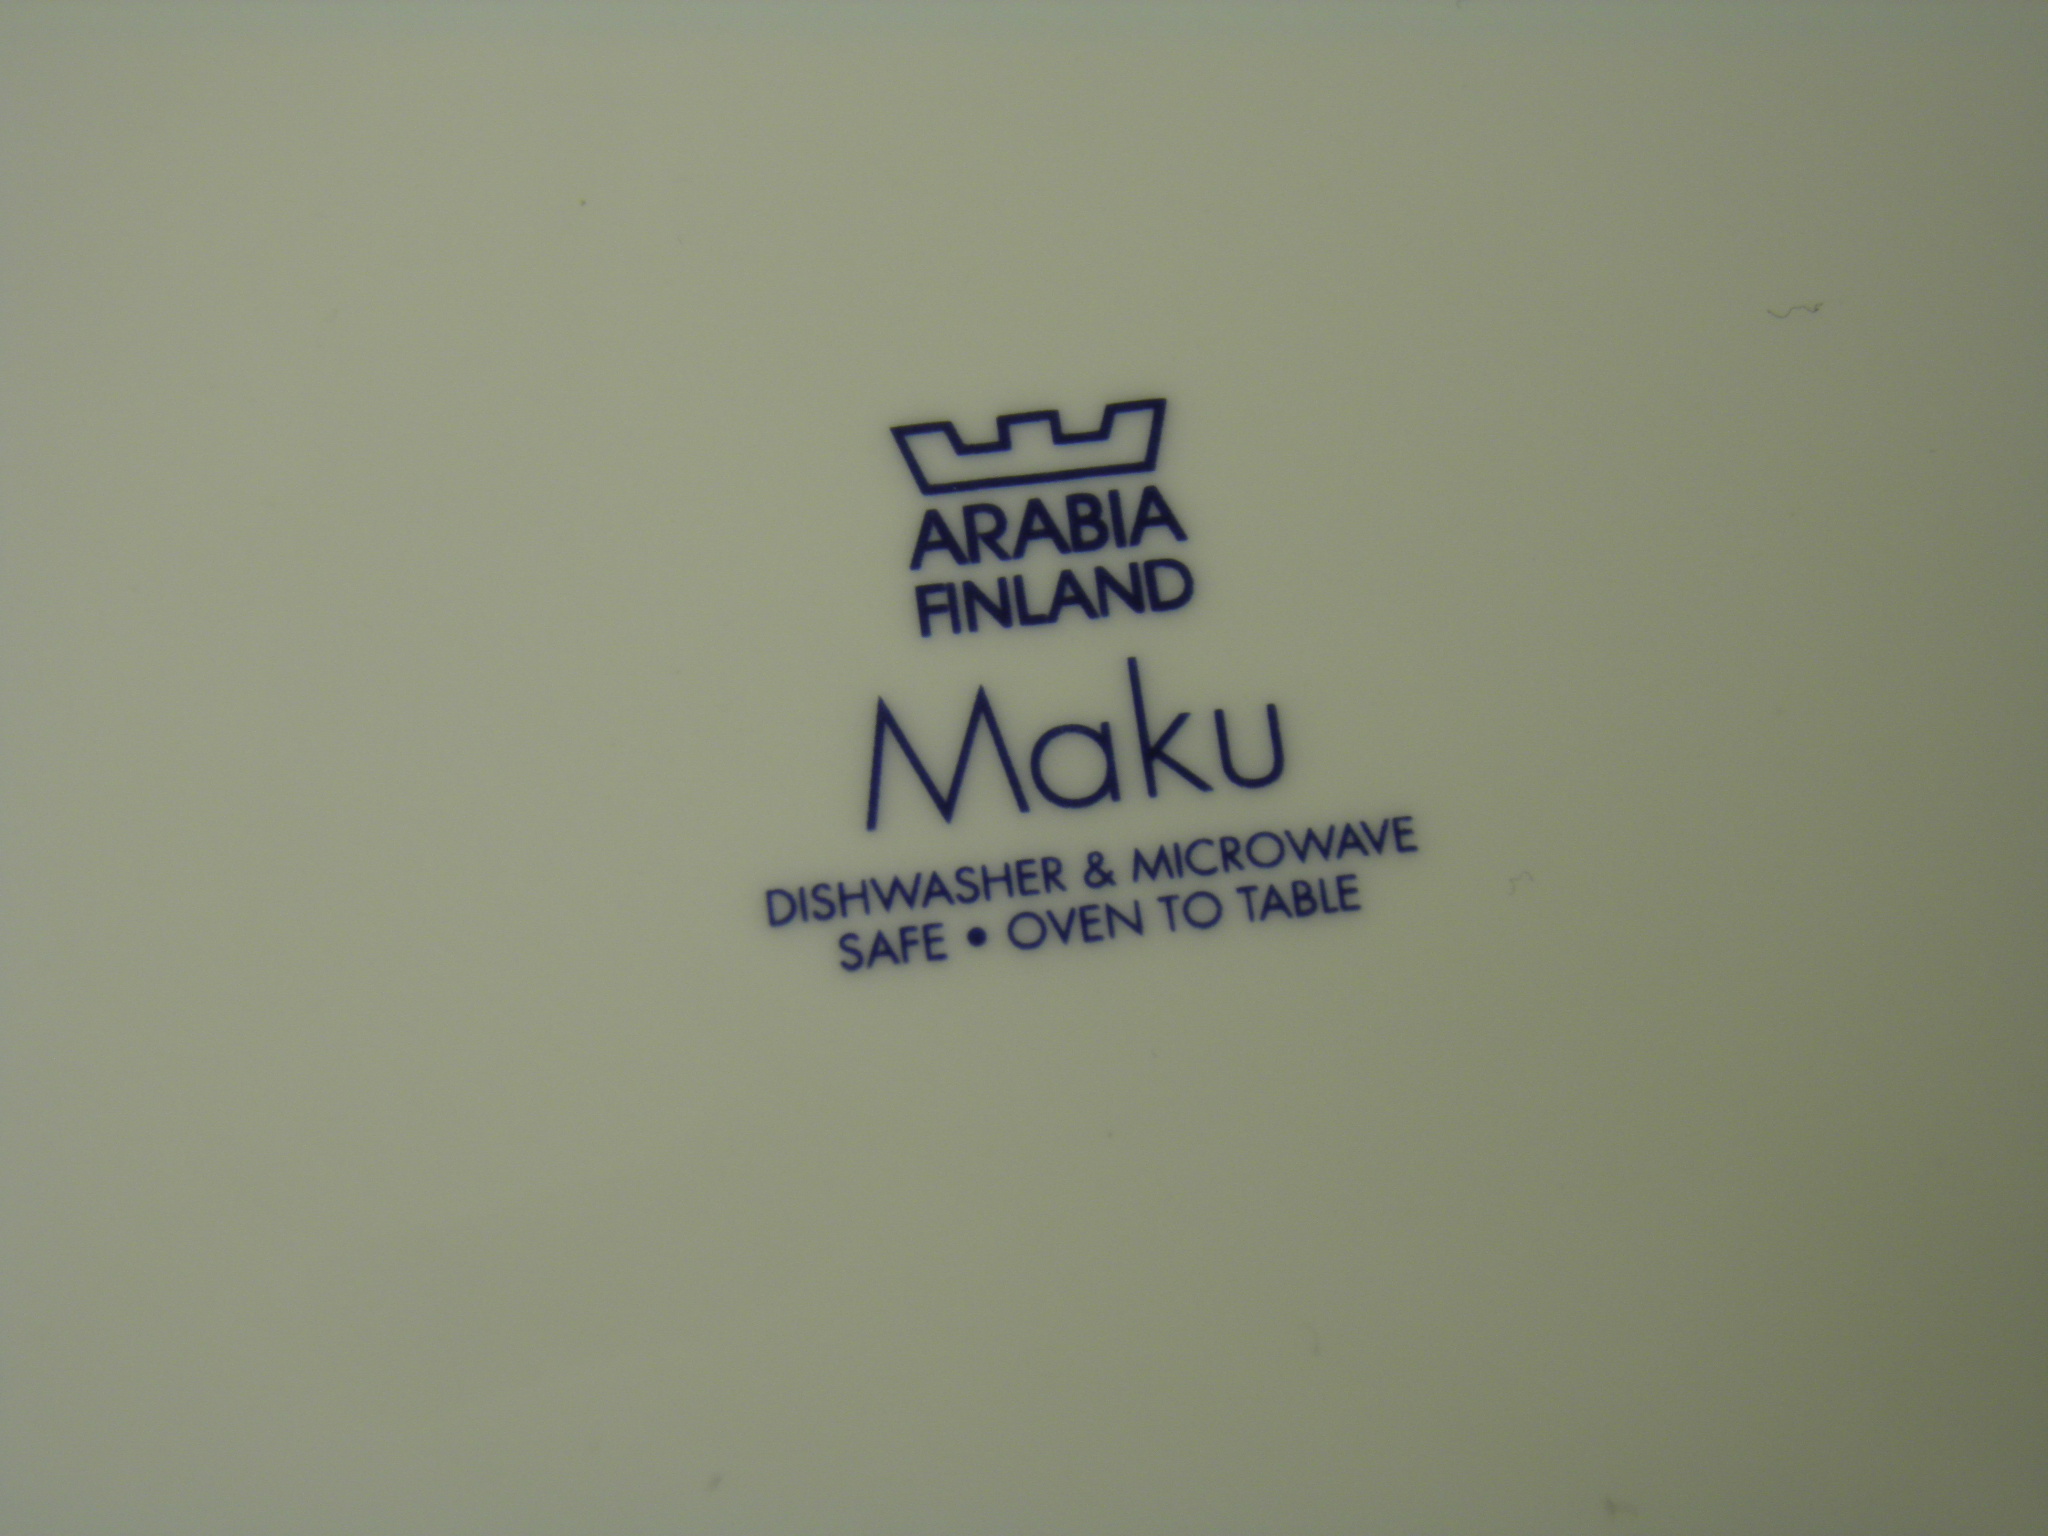 ARABIA
FINLAND
Maku
DISHWASHER & MICROWAVE
SAFE • OVEN TO TABLE